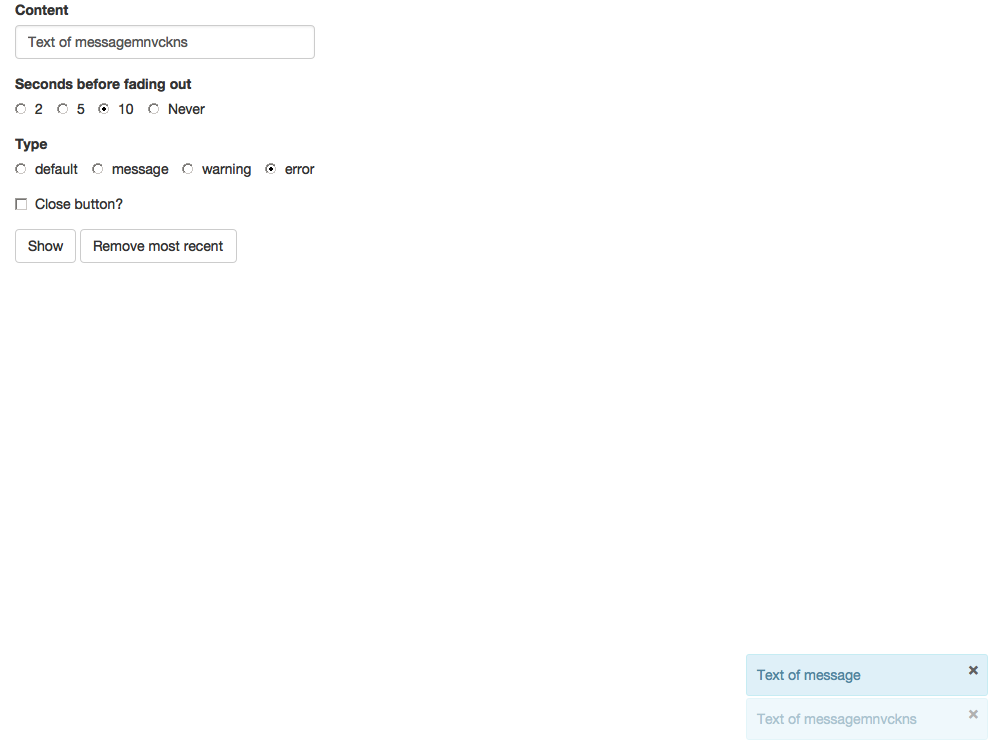 Content
Text of messagemnvckns
Seconds before fading out
2 5 10 Never
Type
default message warning error
Close button?
Show Remove most recent
Text of message ×
Text of messagemnvckns ×